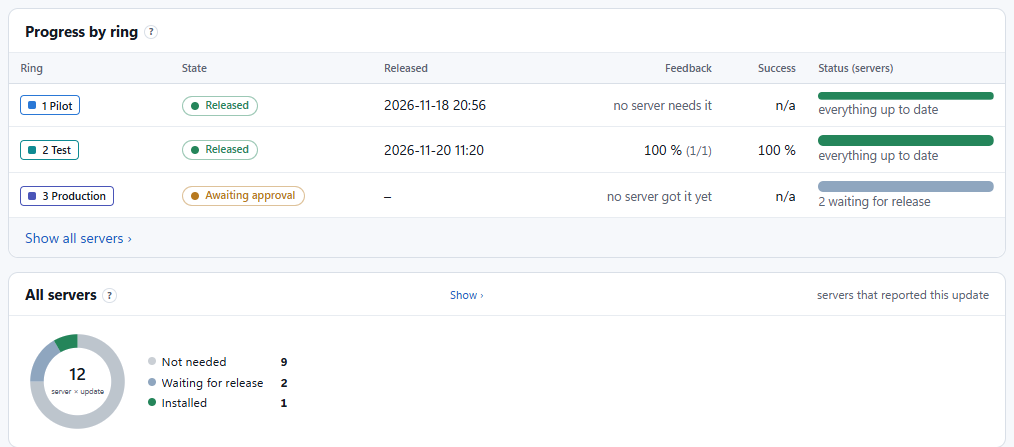 Progress by ring ?
Ring State Released Feedback Success Status (servers)
1 Pilot Released 2026-11-18 20:56 no server needs it n/a everything up to date
2 Test Released 2026-11-20 11:20 100 % (1/1) 100 % everything up to date
3 Production Awaiting approval – no server got it yet n/a 2 waiting for release
Show all servers ›
All servers ? Show › servers that reported this update
12
server × update
Not needed 9
Waiting for release 2
Installed 1